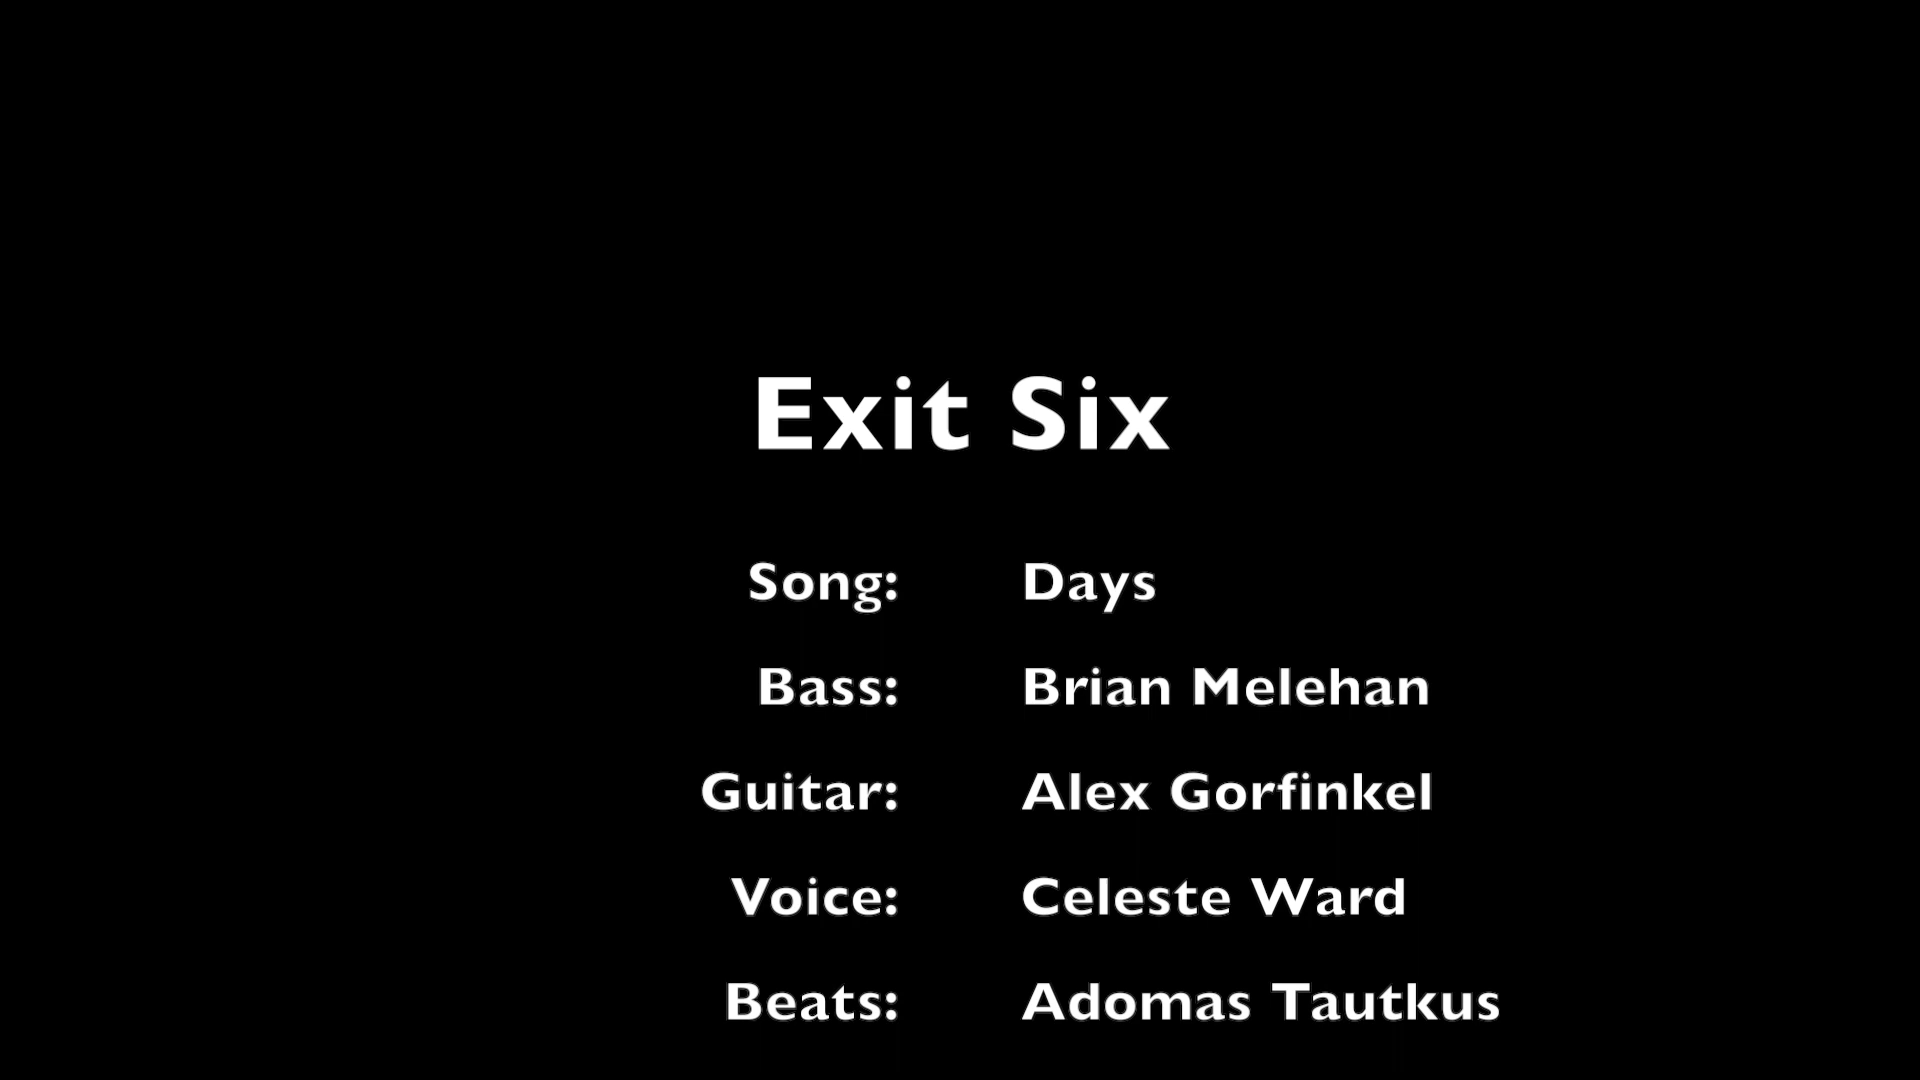 Exit Six
Song: Days
Bass: Brian Melehan
Guitar: Alex Gorfinkel
Voice: Celeste Ward
Beats: Adomas Tautkus